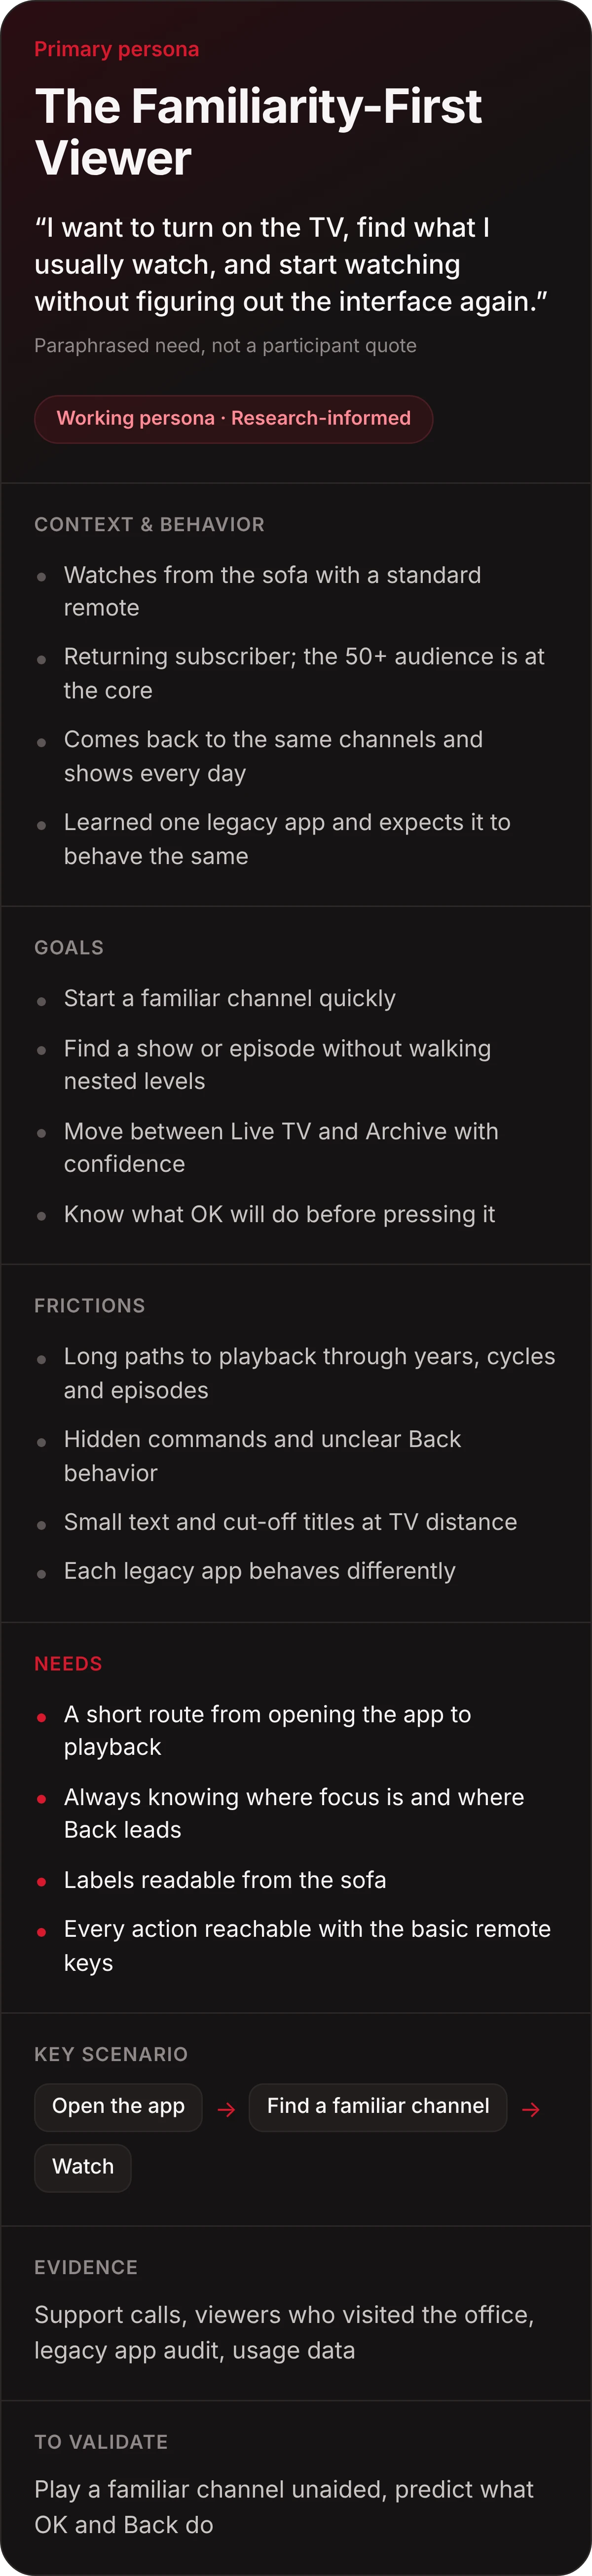 Primary persona
The Familiarity-First
Viewer
“I want to turn on the TV, find what I
usually watch, and start watching
without figuring out the interface again.”
Paraphrased need, not a participant quote
Working persona · Research-informed
CONTEXT & BEHAVIOR
• Watches from the sofa with a standard
remote
• Returning subscriber; the 50+ audience is at
the core
• Comes back to the same channels and
shows every day
• Learned one legacy app and expects it to
behave the same
GOALS
• Start a familiar channel quickly
• Find a show or episode without walking
nested levels
• Move between Live TV and Archive with
confidence
• Know what OK will do before pressing it
FRICTIONS
• Long paths to playback through years, cycles
and episodes
• Hidden commands and unclear Back
behavior
• Small text and cut-off titles at TV distance
• Each legacy app behaves differently
NEEDS
• A short route from opening the app to
playback
• Always knowing where focus is and where
Back leads
• Labels readable from the sofa
• Every action reachable with the basic remote
keys
KEY SCENARIO
Open the app → Find a familiar channel →
Watch
EVIDENCE
Support calls, viewers who visited the office,
legacy app audit, usage data
TO VALIDATE
Play a familiar channel unaided, predict what
OK and Back do